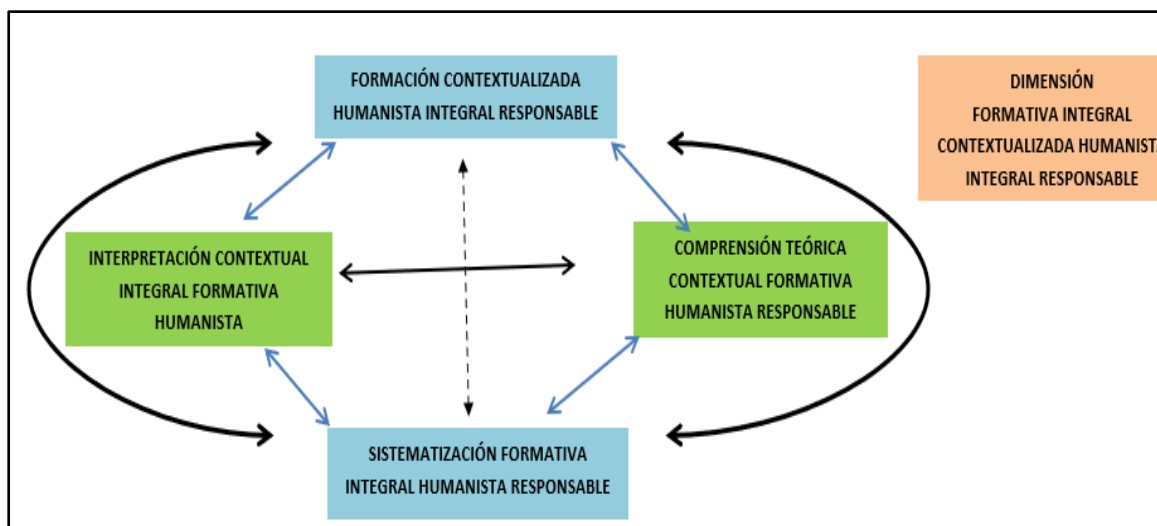 FORMACIÓN CONTEXTUALIZADA
HUMANISTA INTEGRAL RESPONSABLE
DIMENSIÓN
FORMATIVA INTEGRAL
CONTEXTUALIZADA HUMANISTA
INTEGRAL RESPONSABLE
INTERPRETACIÓN CONTEXTUAL
INTEGRAL FORMATIVA
HUMANISTA
COMPRENSIÓN TEÓRICA
CONTEXTUAL FORMATIVA
HUMANISTA RESPONSABLE
SISTEMATIZACIÓN FORMATIVA
INTEGRAL HUMANISTA RESPONSABLE